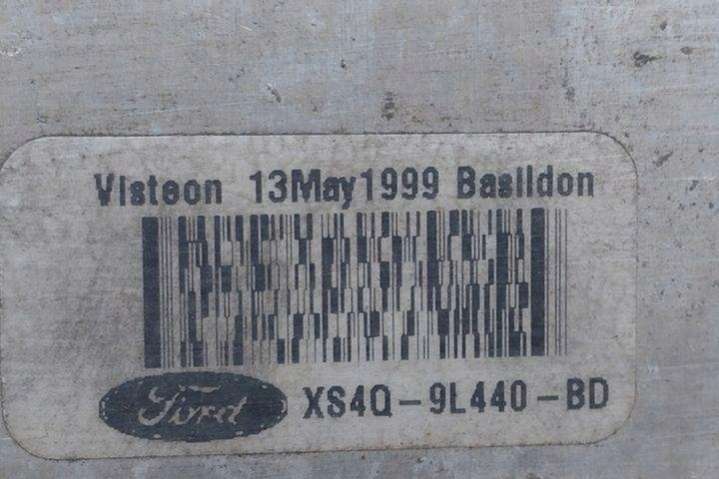 Visteon 13May1999 Basildon
Ford XS4Q-9L440-BD